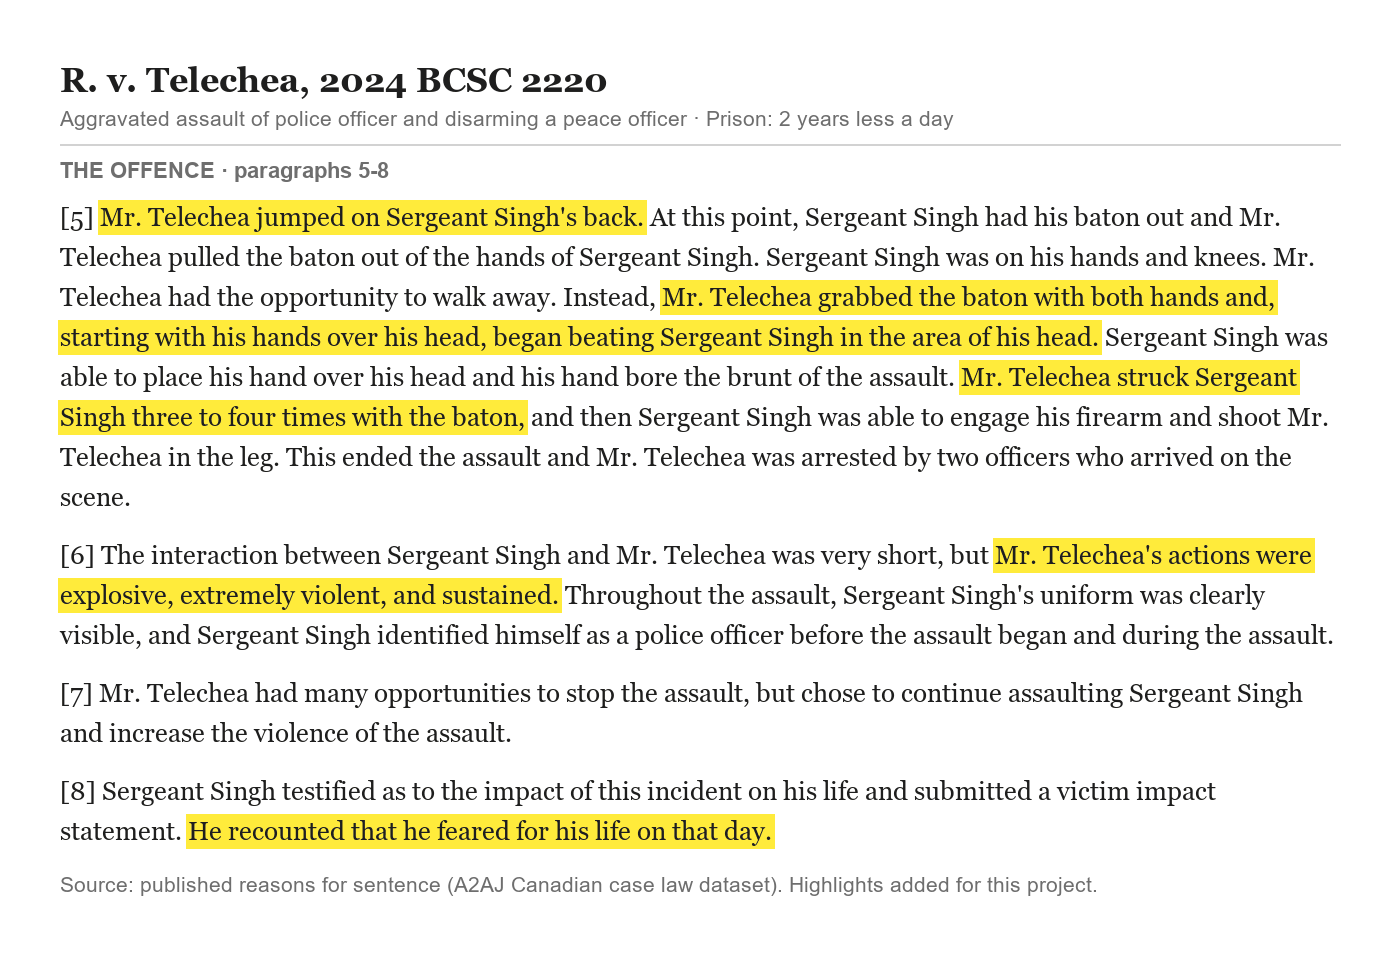 R. v. Telechea, 2024 BCSC 2220
Aggravated assault of police officer and disarming a peace officer · Prison: 2 years less a day
THE OFFENCE · paragraphs 5-8
[5] Mr. Telechea jumped on Sergeant Singh's back. At this point, Sergeant Singh had his baton out and Mr.
Telechea pulled the baton out of the hands of Sergeant Singh. Sergeant Singh was on his hands and knees. Mr.
Telechea had the opportunity to walk away. Instead, Mr. Telechea grabbed the baton with both hands and,
starting with his hands over his head, began beating Sergeant Singh in the area of his head. Sergeant Singh was
able to place his hand over his head and his hand bore the brunt of the assault. Mr. Telechea struck Sergeant
Singh three to four times with the baton, and then Sergeant Singh was able to engage his firearm and shoot Mr.
Telechea in the leg. This ended the assault and Mr. Telechea was arrested by two officers who arrived on the
scene.
[6] The interaction between Sergeant Singh and Mr. Telechea was very short, but Mr. Telechea's actions were
explosive, extremely violent, and sustained. Throughout the assault, Sergeant Singh's uniform was clearly
visible, and Sergeant Singh identified himself as a police officer before the assault began and during the assault.
[7] Mr. Telechea had many opportunities to stop the assault, but chose to continue assaulting Sergeant Singh
and increase the violence of the assault.
[8] Sergeant Singh testified as to the impact of this incident on his life and submitted a victim impact
statement. He recounted that he feared for his life on that day.
Source: published reasons for sentence (A2AJ Canadian case law dataset). Highlights added for this project.